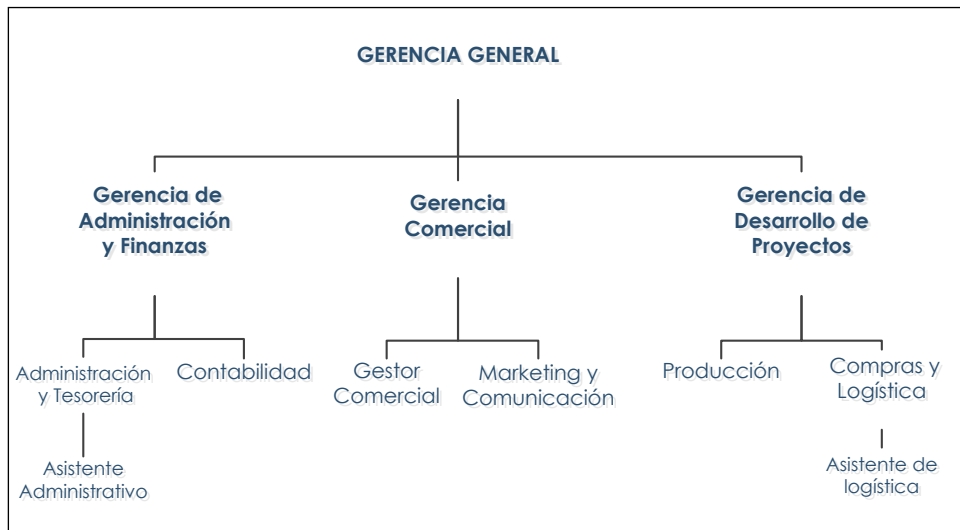 GERENCIA GENERAL
Gerencia de
Administración
y Finanzas
Gerencia
Comercial
Gerencia de
Desarrollo de
Proyectos
Administración
y Tesorería
Contabilidad
Gestor
Comercial
Marketing y
Comunicación
Producción
Compras y
Logística
Asistente
Administrativo
Asistente de
logística